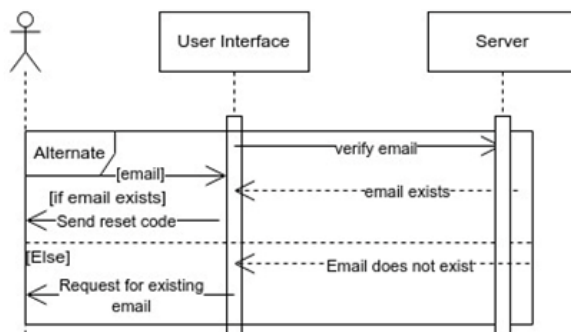 User Interface
Server
Alternate
verify email
[email]
[if email exists]
email exists
Send reset code
[Else]
Email does not exist
Request for existing
email